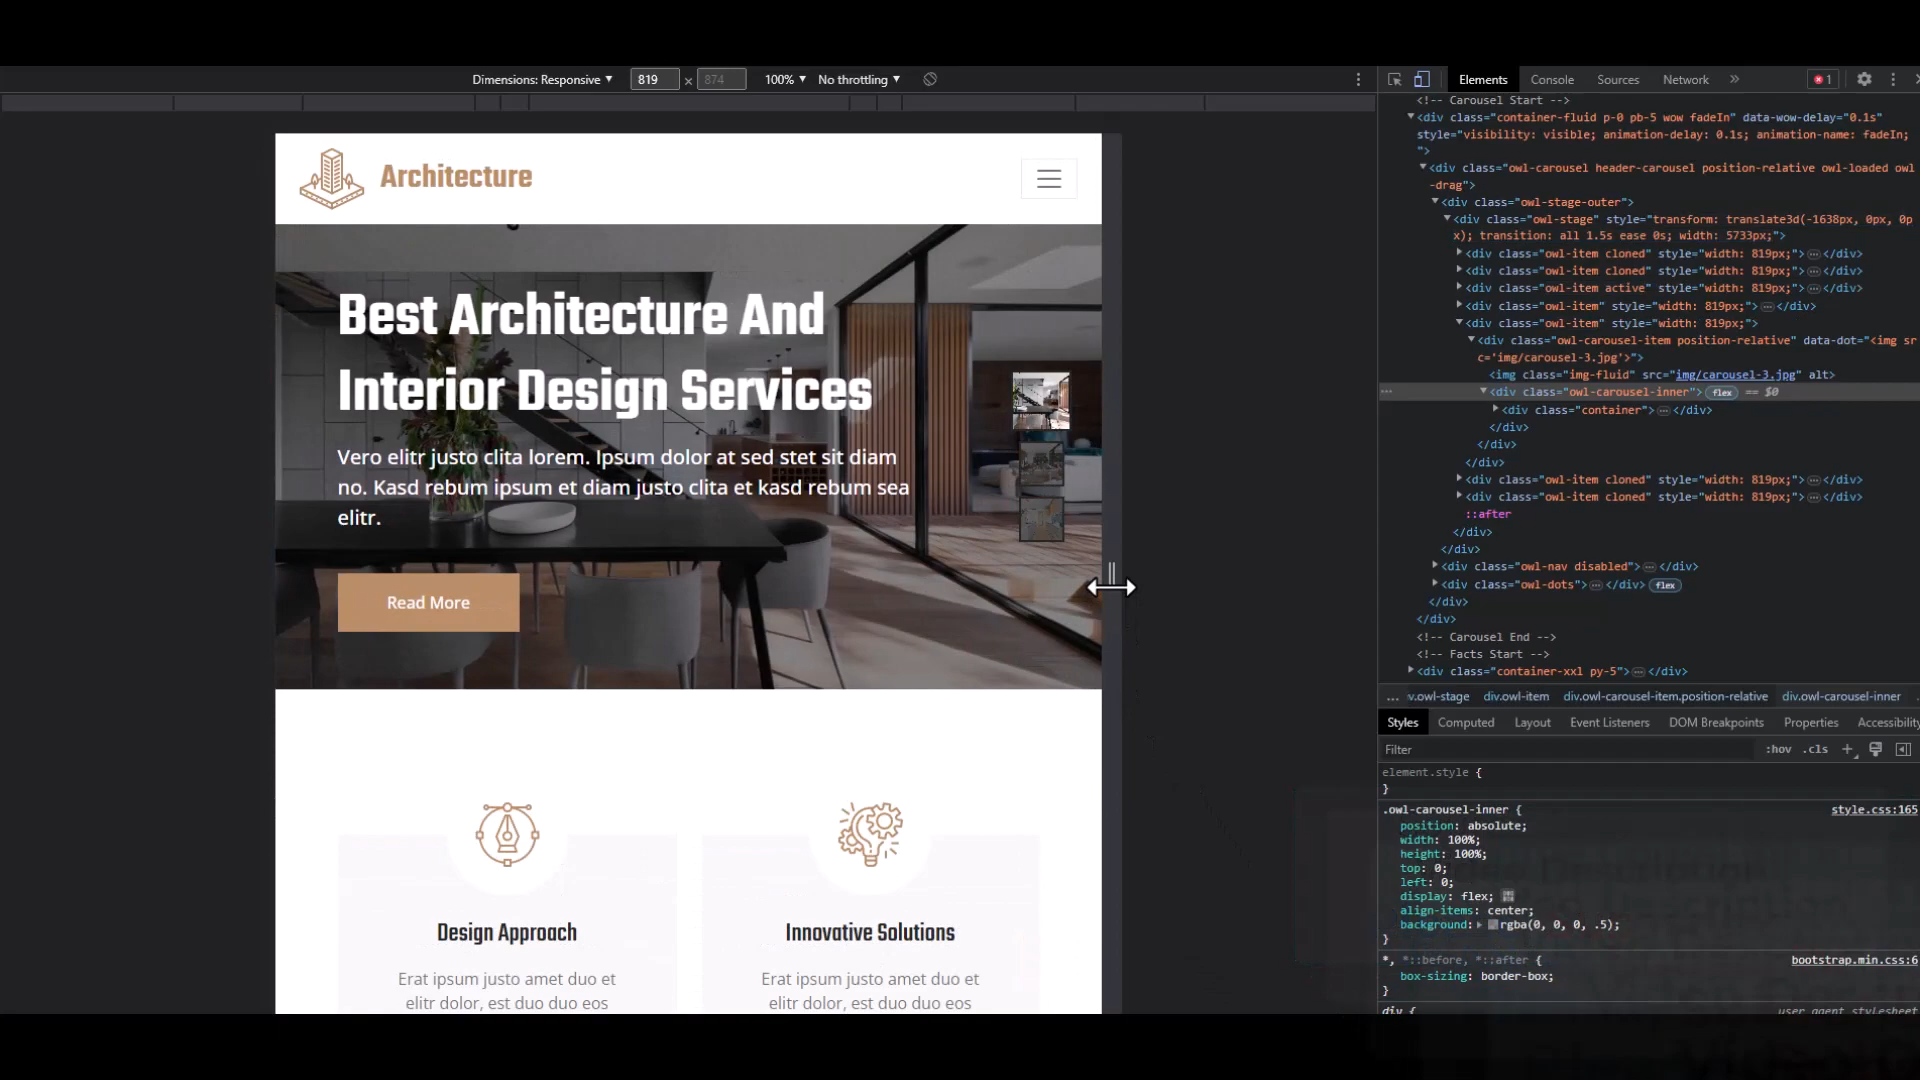 Dimensions: Responsive ▼ 819 × 874 100% ▼ No throttling ▼
Elements Console Sources Network » 1
<!-- Carousel Start -->
<div class="container-fluid p-0 pb-5 wow fadeIn" data-wow-delay="0.1s"
style="visibility: visible; animation-delay: 0.1s; animation-name: fadeIn;
">
<div class="owl-carousel header-carousel position-relative owl-loaded owl
-drag">
<div class="owl-stage-outer">
<div class="owl-stage" style="transform: translate3d(-1638px, 0px, 0p
x); transition: all 1.5s ease 0s; width: 5733px;">
<div class="owl-item cloned" style="width: 819px;">…</div>
<div class="owl-item cloned" style="width: 819px;">…</div>
<div class="owl-item active" style="width: 819px;">…</div>
<div class="owl-item" style="width: 819px;">…</div>
<div class="owl-item" style="width: 819px;">
<div class="owl-carousel-item position-relative" data-dot="<img sr
c='img/carousel-3.jpg'>">
<img class="img-fluid" src="img/carousel-3.jpg" alt>
… <div class="owl-carousel-inner"> flex == $0
<div class="container">…</div>
</div>
</div>
</div>
<div class="owl-item cloned" style="width: 819px;">…</div>
<div class="owl-item cloned" style="width: 819px;">…</div>
::after
</div>
</div>
<div class="owl-nav disabled">…</div>
<div class="owl-dots">…</div> flex
</div>
</div>
<!-- Carousel End -->
<!-- Facts Start -->
<div class="container-xxl py-5">…</div>
… v.owl-stage div.owl-item div.owl-carousel-item.position-relative div.owl-carousel-inner
Styles Computed Layout Event Listeners DOM Breakpoints Properties Accessibility
Filter :hov .cls +
element.style {
}
.owl-carousel-inner { style.css:165
position: absolute;
width: 100%;
height: 100%;
top: 0;
left: 0;
display: flex;
align-items: center;
background: rgba(0, 0, 0, .5);
}
*, *::before, *::after { bootstrap.min.css:6
box-sizing: border-box;
}
div { user agent stylesheet
Architecture
Best Architecture And
Interior Design Services
Vero elitr justo clita lorem. Ipsum dolor at sed stet sit diam
no. Kasd rebum ipsum et diam justo clita et kasd rebum sea
elitr.
Read More
Design Approach
Erat ipsum justo amet duo et
elitr dolor, est duo duo eos
Innovative Solutions
Erat ipsum justo amet duo et
elitr dolor, est duo duo eos